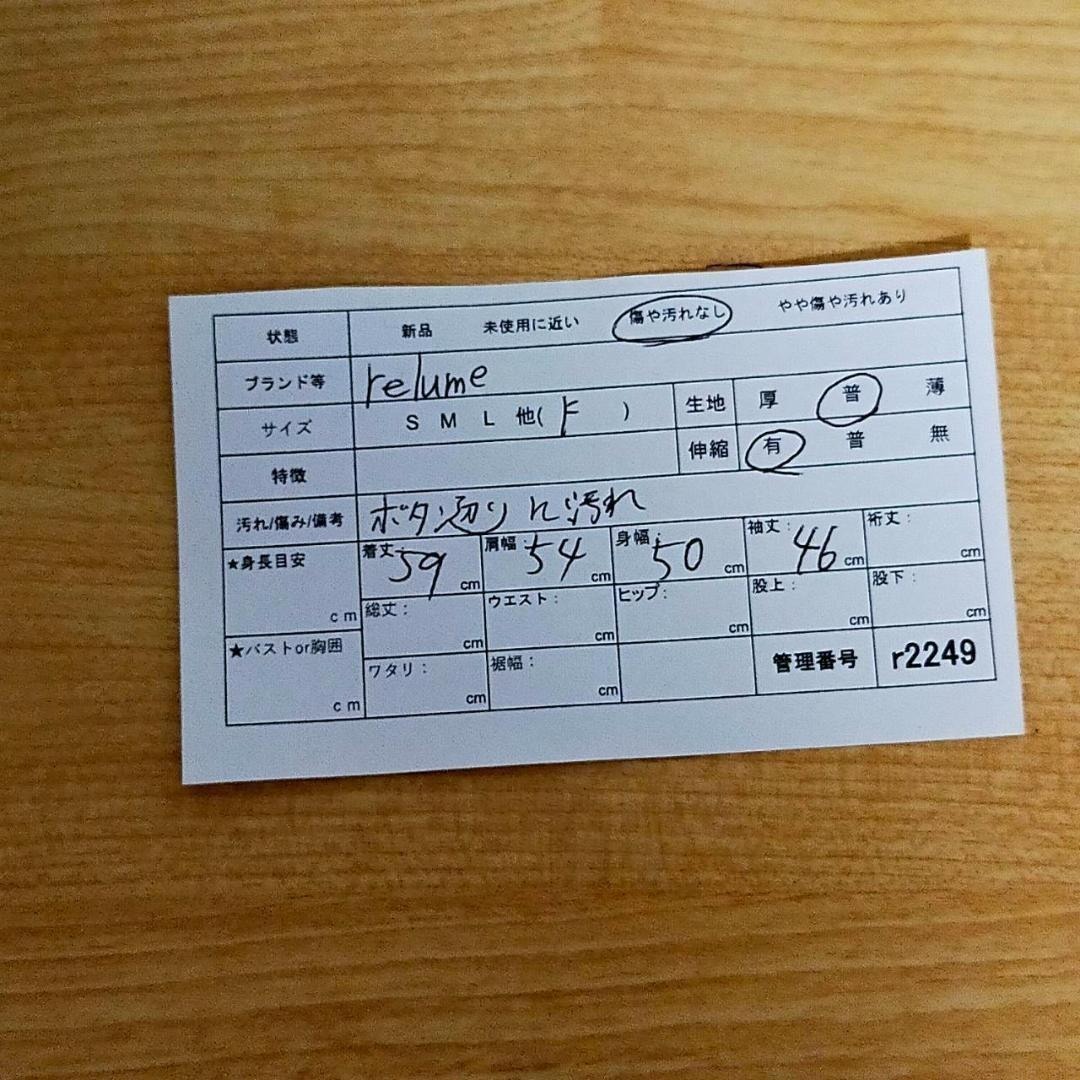 状態 新品 未使用に近い 傷や汚れなし やや傷や汚れあり
ブランド等 relume
サイズ S M L 他( F ) 生地 厚 普 薄
特徴 伸縮 有 普 無
汚れ/傷み/備考 ボタン辺りに汚れ
★身長目安 cm 着丈: 59 cm 肩幅: 54 cm 身幅: 50 cm 袖丈: 46 cm 裄丈: cm
総丈: cm ウエスト: cm ヒップ: cm 股上: cm 股下: cm
★バストor胸囲 cm ワタリ: cm 裾幅: cm 管理番号 r2249